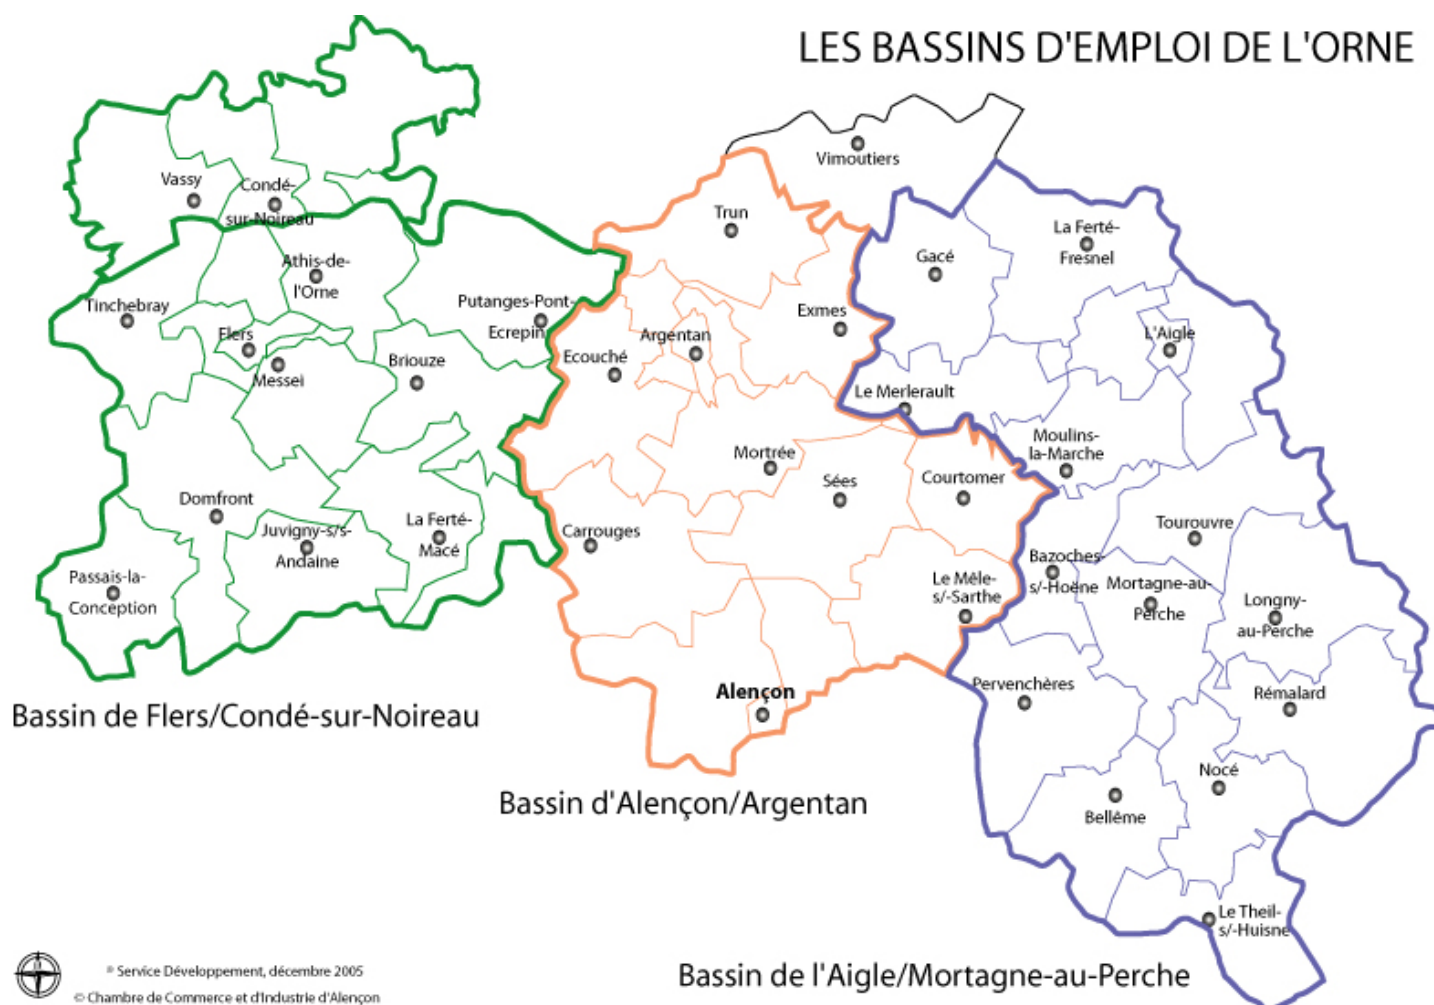 LES BASSINS D'EMPLOI DE L'ORNE
Vimoutiers
Vassy
Condé-
sur-Noireau
Trun
La Ferté-
Fresnel
Gacé
Athis-de-
l'Orne
Tinchebray
Putanges-Pont-
Ecrepin
Exmes
Flers
Argentan
L'Aigle
Ecouché
Briouze
Messei
Le Merlerault
Moulins-
la-Marche
Mortrée
Sées
Courtomer
Domfront
Juvigny-s/s-
Andaine
La Ferté-
Macé
Carrouges
Tourouvre
Bazoches-
s/-Hoëne
Passais-la-
Conception
Le Mêle-
s/-Sarthe
Mortagne-au-
Perche
Longny-
au-Perche
Alençon
Pervenchères
Rémalard
Bassin de Flers/Condé-sur-Noireau
Nocé
Bassin d'Alençon/Argentan
Bellême
Le Theil-
s/-Huisne
Bassin de l'Aigle/Mortagne-au-Perche
® Service Développement, décembre 2005
© Chambre de Commerce et d'Industrie d'Alençon